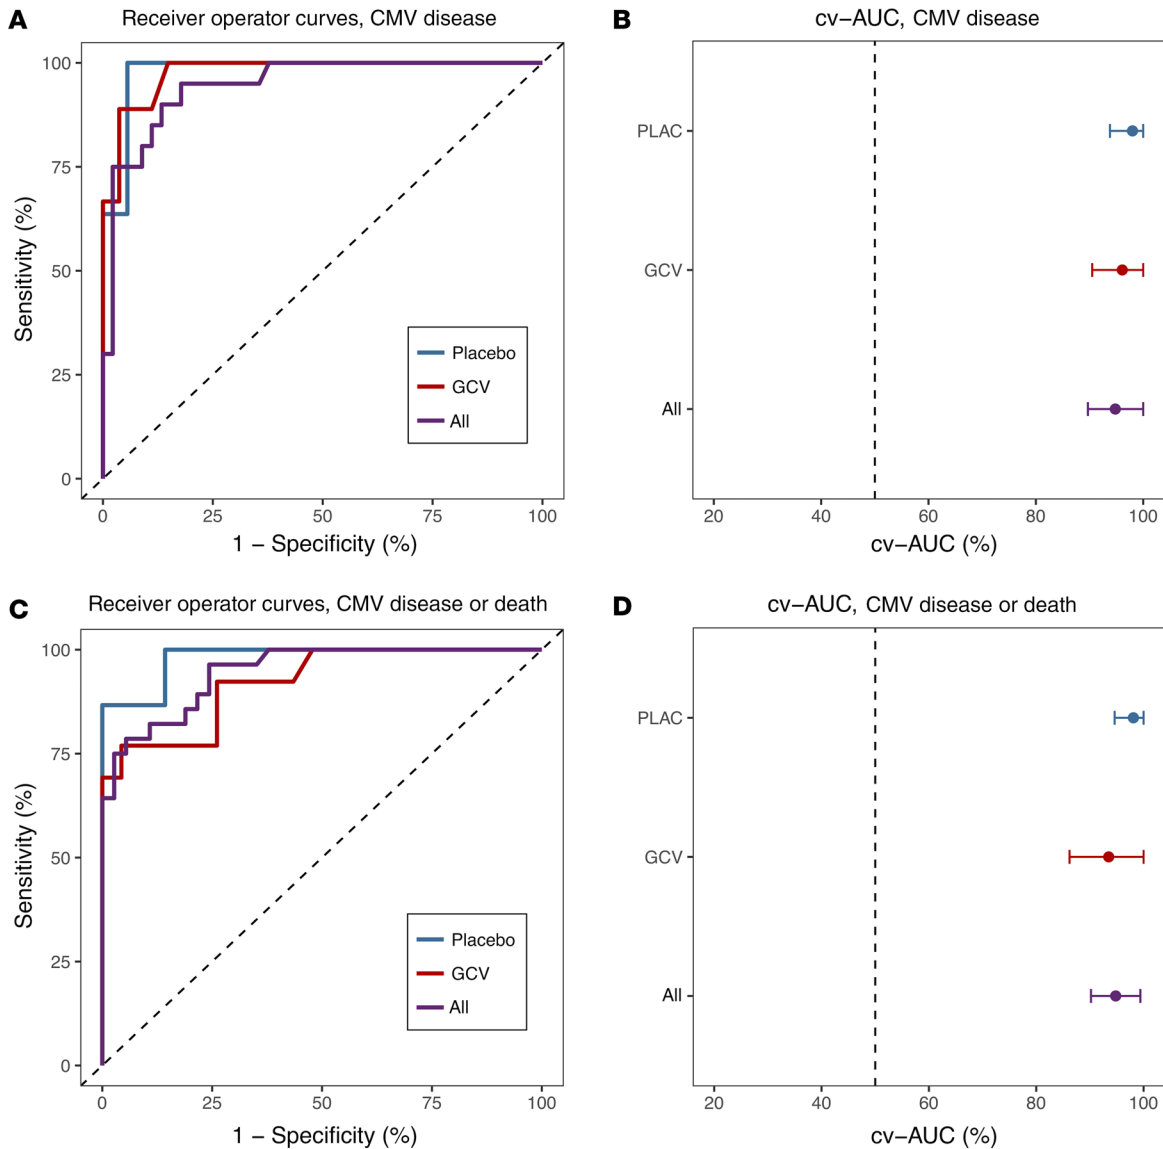 A
Receiver operator curves, CMV disease
Sensitivity (%)
100
75
50
25
0
Placebo
GCV
All
0 25 50 75 100
1 – Specificity (%)
B
cv–AUC, CMV disease
PLAC
GCV
All
20 40 60 80 100
cv–AUC (%)
C
Receiver operator curves, CMV disease or death
Sensitivity (%)
100
75
50
25
0
Placebo
GCV
All
0 25 50 75 100
1 – Specificity (%)
D
cv–AUC, CMV disease or death
PLAC
GCV
All
20 40 60 80 100
cv–AUC (%)